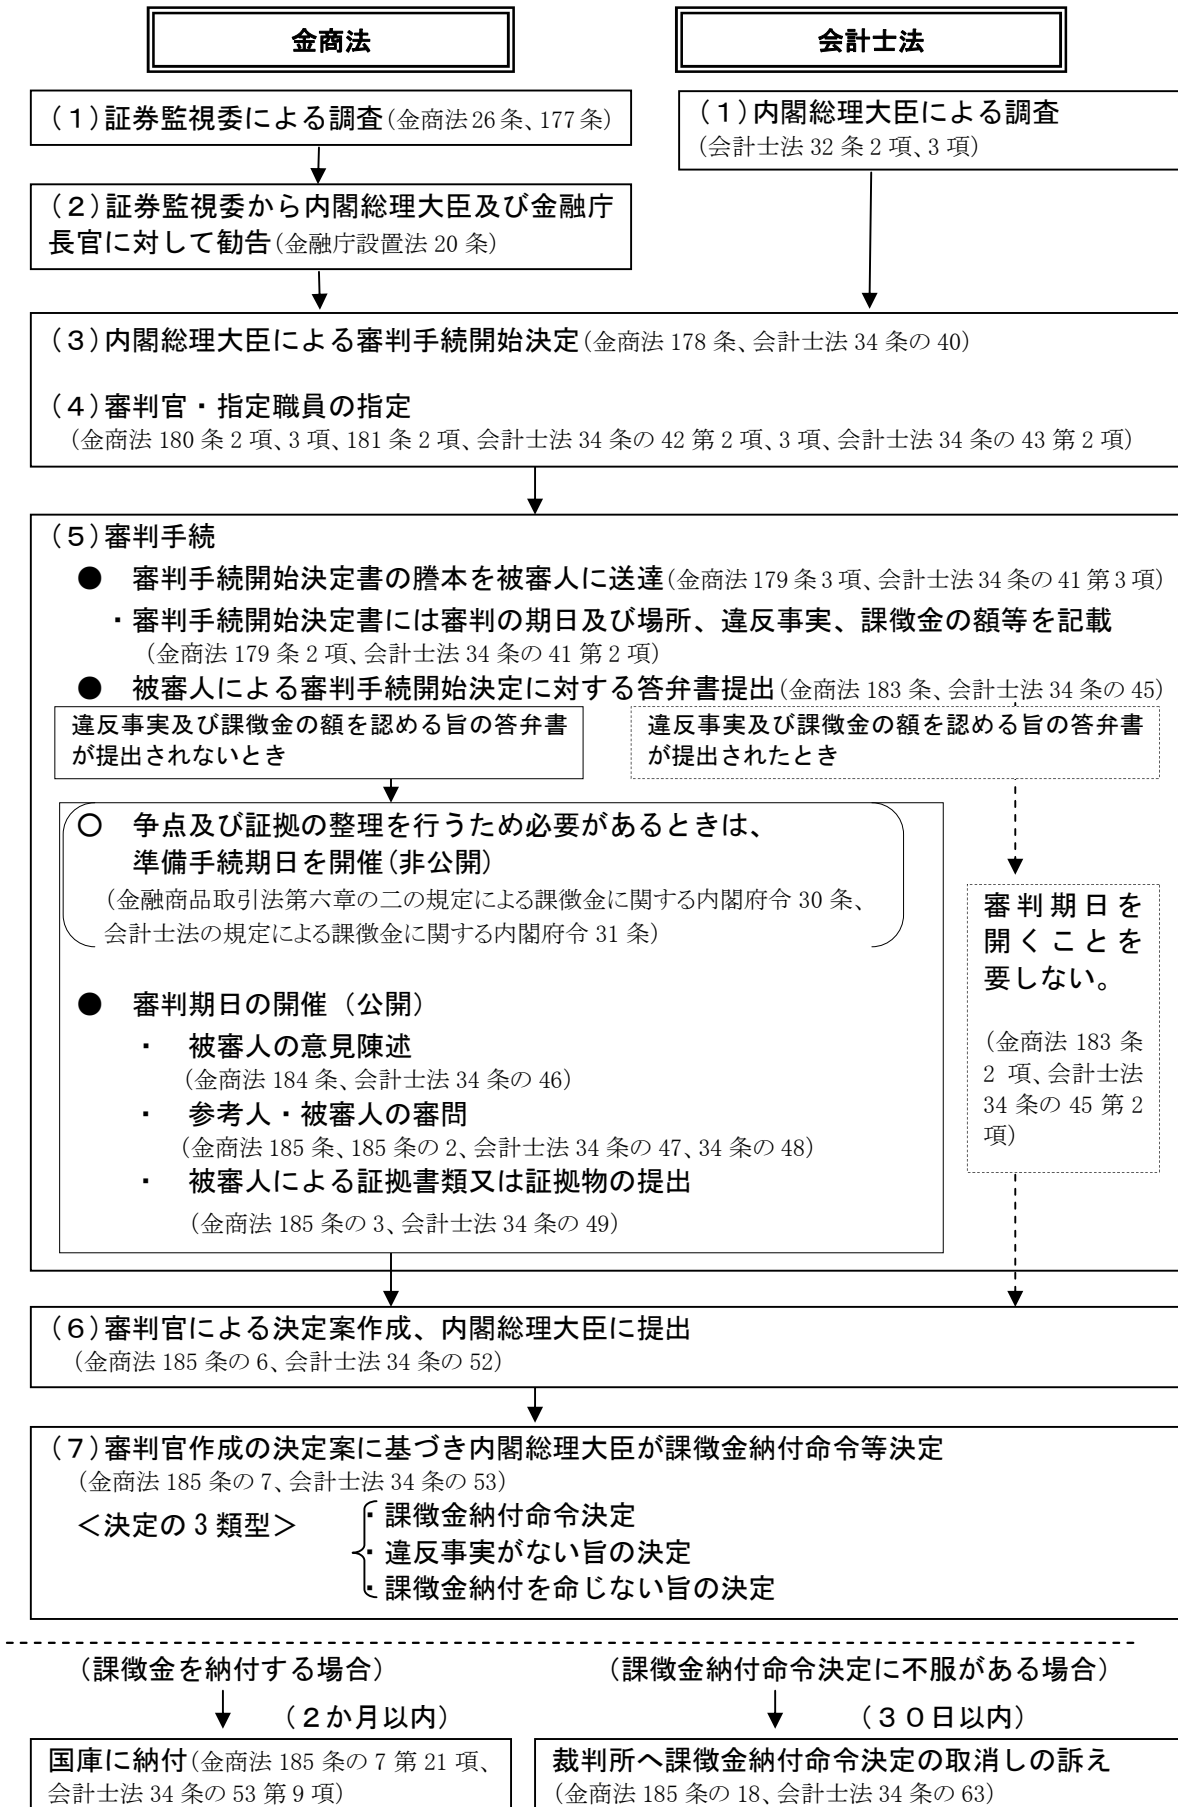 金商法
会計士法
(1)証券監視委による調査(金商法26条、177条)
(1)内閣総理大臣による調査
(会計士法 32 条 2 項、3 項)
(2)証券監視委から内閣総理大臣及び金融庁
長官に対して勧告(金融庁設置法 20 条)
(3)内閣総理大臣による審判手続開始決定(金商法 178 条、会計士法 34 条の 40)
(4)審判官・指定職員の指定
(金商法 180 条 2 項、3 項、181 条 2 項、会計士法 34 条の 42 第 2 項、3 項、会計士法 34 条の 43 第 2 項)
(5)審判手続
● 審判手続開始決定書の謄本を被審人に送達(金商法 179 条 3 項、会計士法 34 条の 41 第 3 項)
・審判手続開始決定書には審判の期日及び場所、違反事実、課徴金の額等を記載
(金商法 179 条 2 項、会計士法 34 条の 41 第 2 項)
● 被審人による審判手続開始決定に対する答弁書提出(金商法 183 条、会計士法 34 条の 45)
違反事実及び課徴金の額を認める旨の答弁書
が提出されないとき
違反事実及び課徴金の額を認める旨の答弁書
が提出されたとき
○ 争点及び証拠の整理を行うため必要があるときは、
準備手続期日を開催(非公開)
(金融商品取引法第六章の二の規定による課徴金に関する内閣府令 30 条、
会計士法の規定による課徴金に関する内閣府令 31 条)
● 審判期日の開催(公開)
・ 被審人の意見陳述
(金商法 184 条、会計士法 34 条の 46)
・ 参考人・被審人の審問
(金商法 185 条、185 条の 2、会計士法 34 条の 47、34 条の 48)
・ 被審人による証拠書類又は証拠物の提出
(金商法 185 条の 3、会計士法 34 条の 49)
審判期日を
開くことを
要しない。
(金商法 183 条
2 項、会計士法
34 条の 45 第 2
項)
(6)審判官による決定案作成、内閣総理大臣に提出
(金商法 185 条の 6、会計士法 34 条の 52)
(7)審判官作成の決定案に基づき内閣総理大臣が課徴金納付命令等決定
(金商法 185 条の 7、会計士法 34 条の 53)
<決定の3類型>
・課徴金納付命令決定
・違反事実がない旨の決定
・課徴金納付を命じない旨の決定
(課徴金を納付する場合)
(課徴金納付命令決定に不服がある場合)
(2か月以内)
(30日以内)
国庫に納付(金商法 185 条の 7 第 21 項、
会計士法 34 条の 53 第 9 項)
裁判所へ課徴金納付命令決定の取消しの訴え
(金商法 185 条の 18、会計士法 34 条の 63)